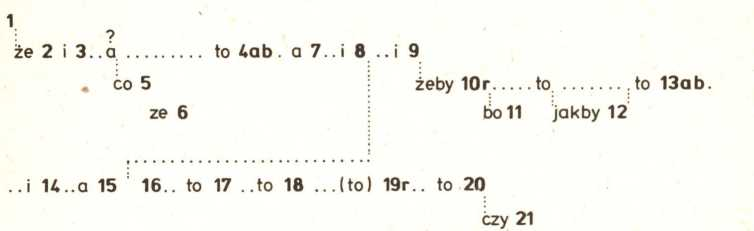 1
?
że 2 i 3..a ......... to 4ab. a 7..i 8 ..i 9
co 5 żeby 10r.....to ....... to 13ab.
ze 6 bo 11 jakby 12
..i 14..a 15 16.. to 17 ..to 18 ...(to) 19r.. to 20
czy 21